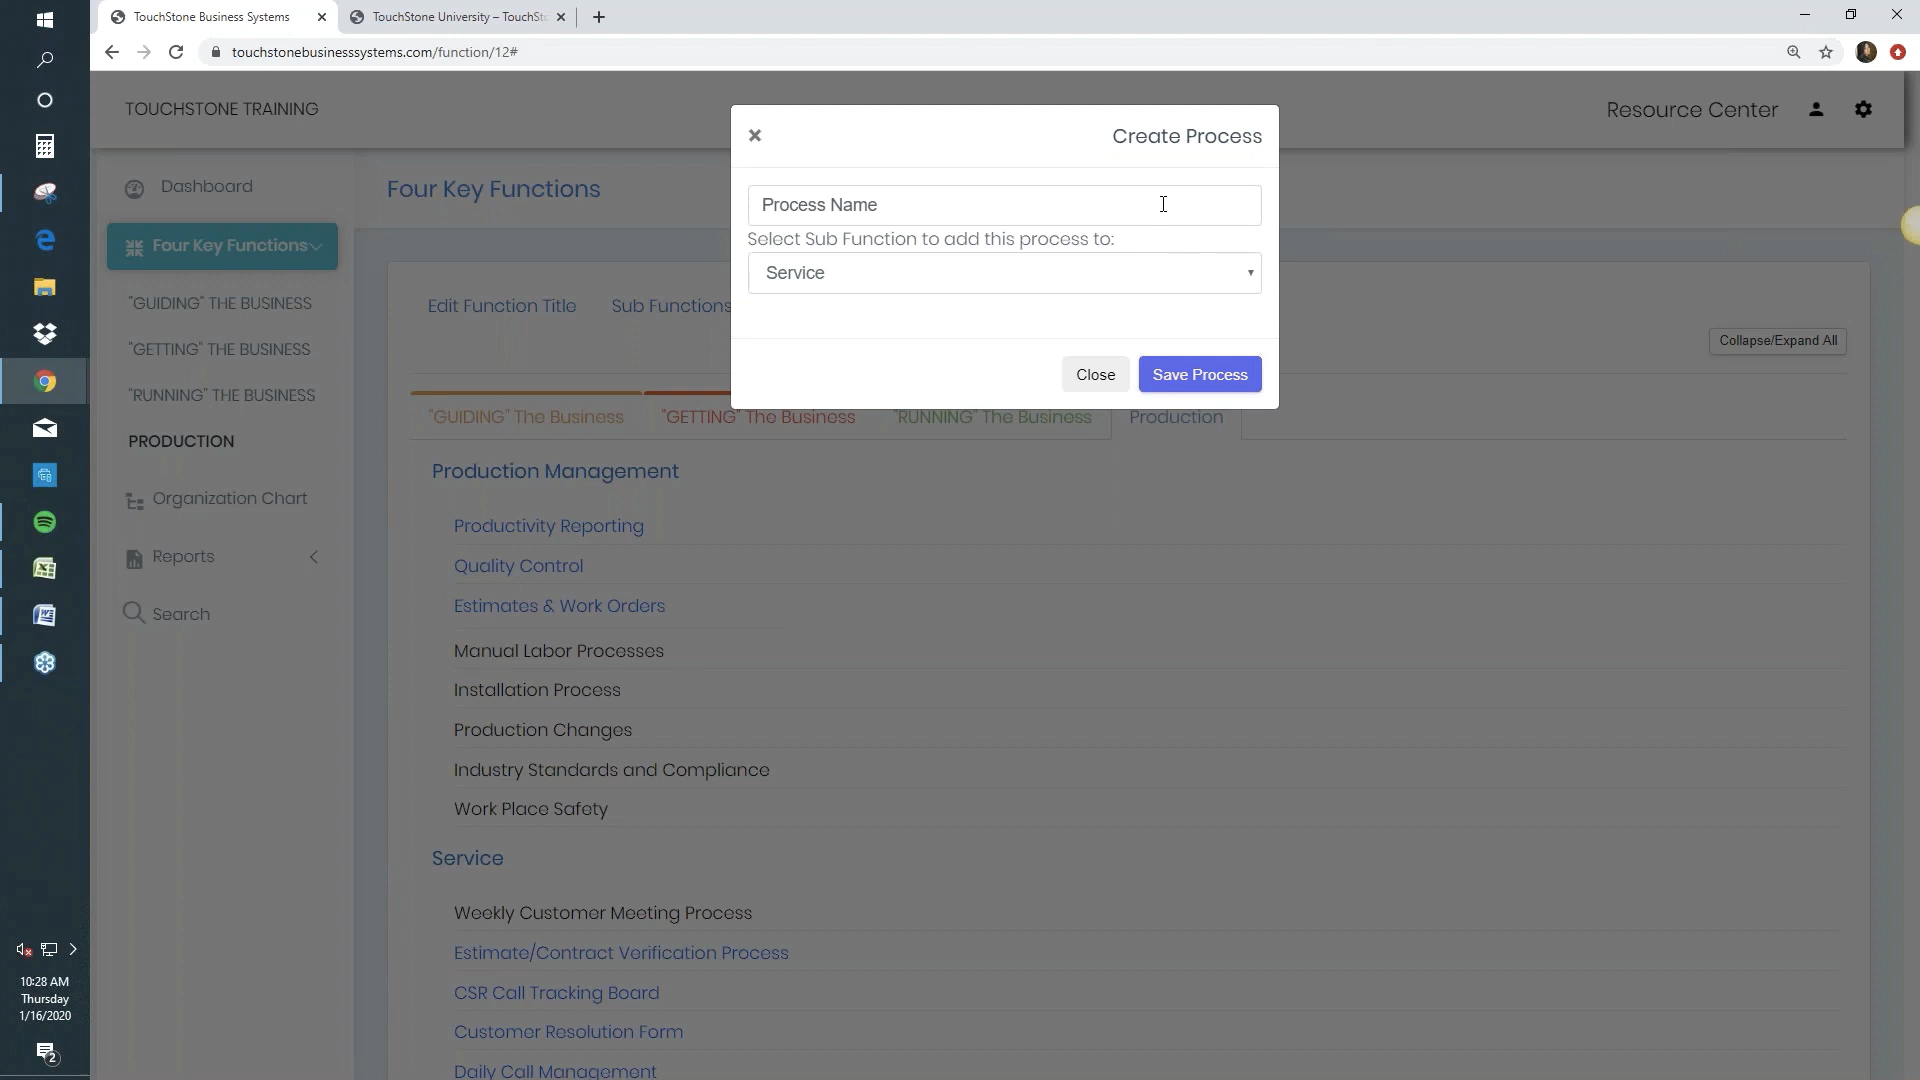 TouchStone Business Systems
TouchStone University – TouchSto
touchstonebusinesssystems.com/function/12#
TOUCHSTONE TRAINING
Resource Center
Create Process
Process Name
Select Sub Function to add this process to:
Service
Close
Save Process
Dashboard
Four Key Functions
"GUIDING" THE BUSINESS
"GETTING" THE BUSINESS
"RUNNING" THE BUSINESS
PRODUCTION
Organization Chart
Reports
Search
Four Key Functions
Edit Function Title
Sub Functions
Collapse/Expand All
"GUIDING" The Business
"GETTING" The Business
"RUNNING" The Business
Production
Production Management
Productivity Reporting
Quality Control
Estimates & Work Orders
Manual Labor Processes
Installation Process
Production Changes
Industry Standards and Compliance
Work Place Safety
Service
Weekly Customer Meeting Process
Estimate/Contract Verification Process
CSR Call Tracking Board
Customer Resolution Form
Daily Call Management
10:28 AM
Thursday
1/16/2020
2